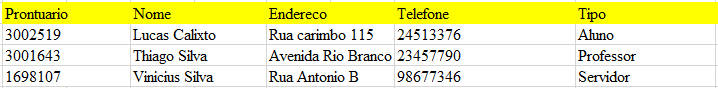 Prontuario Nome Endereco Telefone Tipo
3002519 Lucas Calixto Rua carimbo 115 24513376 Aluno
3001643 Thiago Silva Avenida Rio Branco 23457790 Professor
1698107 Vinicius Silva Rua Antonio B 98677346 Servidor